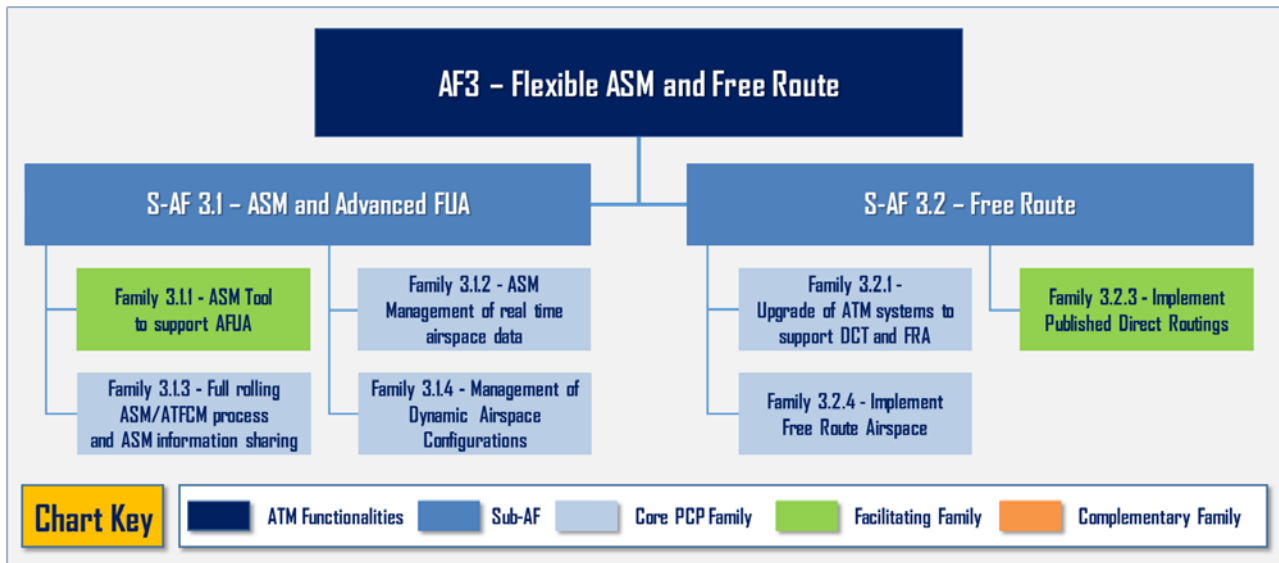 AF3 – Flexible ASM and Free Route
S-AF 3.1 – ASM and Advanced FUA
S-AF 3.2 – Free Route
Family 3.1.1 - ASM Tool
to support AFUA
Family 3.1.2 - ASM
Management of real time
airspace data
Family 3.2.1 -
Upgrade of ATM systems to
support DCT and FRA
Family 3.2.3 - Implement
Published Direct Routings
Family 3.1.3 - Full rolling
ASM/ATFCM process
and ASM information sharing
Family 3.1.4 - Management of
Dynamic Airspace
Configurations
Family 3.2.4 - Implement
Free Route Airspace
Chart Key
ATM Functionalities
Sub-AF
Core PCP Family
Facilitating Family
Complementary Family